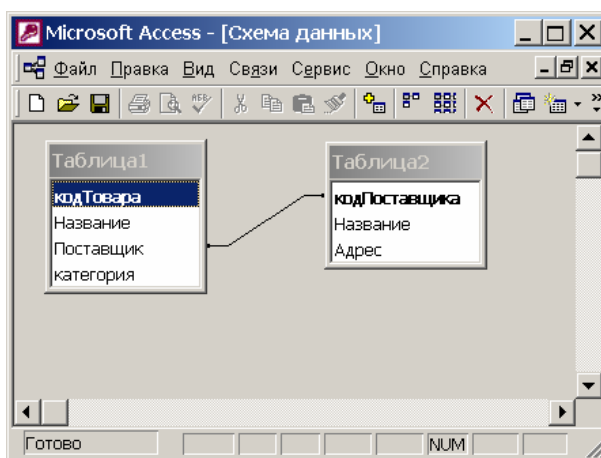 Microsoft Access - [Схема данных]
Файл Правка Вид Связи Сервис Окно Справка
Таблица1
кодТовара
Название
Поставщик
категория
Таблица2
кодПоставщика
Название
Адрес
Готово
NUM